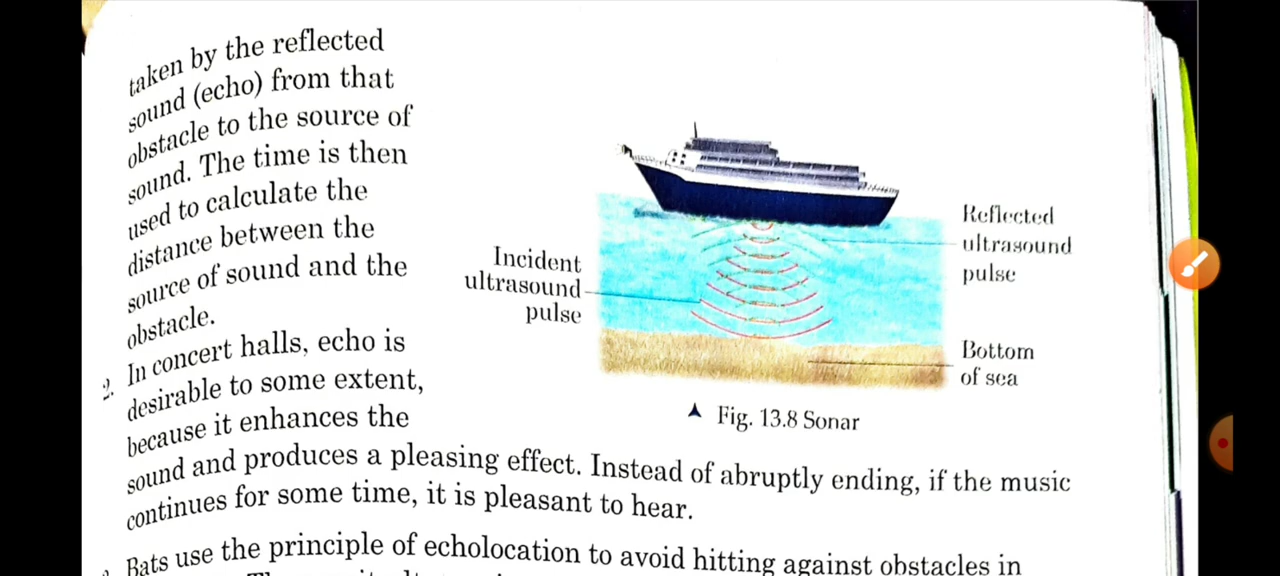 taken by the reflected
sound (echo) from that
obstacle to the source of
sound. The time is then
used to calculate the
distance between the
source of sound and the
obstacle.
2. In concert halls, echo is
desirable to some extent,
because it enhances the
sound and produces a pleasing effect. Instead of abruptly ending, if the music
continues for some time, it is pleasant to hear.
Bats use the principle of echolocation to avoid hitting against obstacles in
Incident
ultrasound
pulse
Reflected
ultrasound
pulse
Bottom
of sea
▲ Fig. 13.8 Sonar